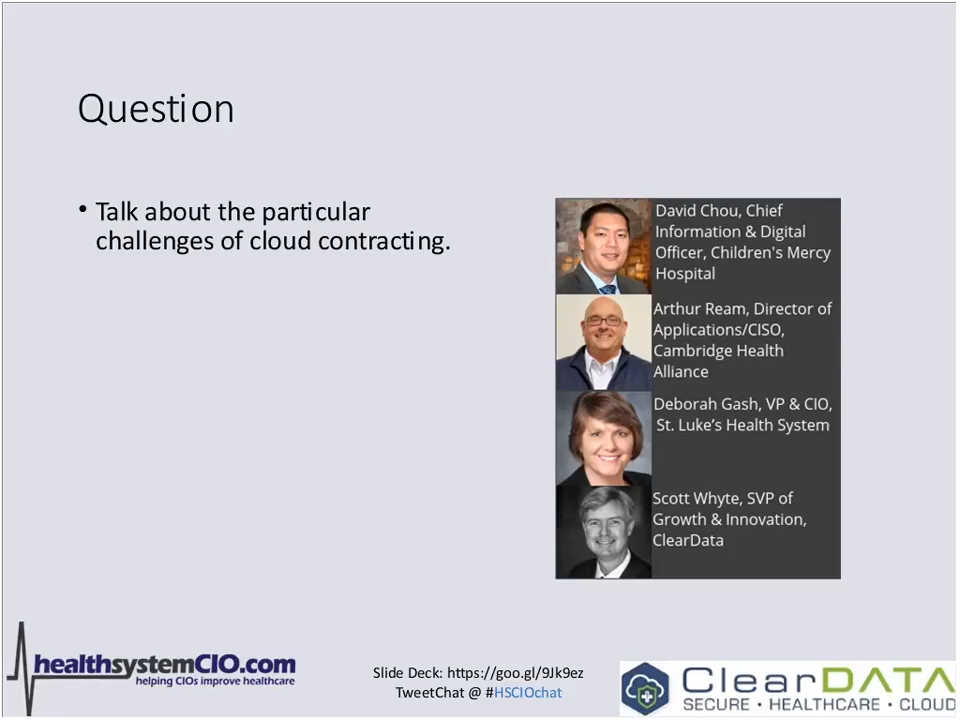 Question
• Talk about the particular
challenges of cloud contracting.
David Chou, Chief
Information & Digital
Officer, Children's Mercy
Hospital
Arthur Ream, Director of
Applications/CISO,
Cambridge Health
Alliance
Deborah Gash, VP & CIO,
St. Luke’s Health System
Scott Whyte, SVP of
Growth & Innovation,
ClearData
healthsystemCIO.com
helping CIOs improve healthcare
Slide Deck: https://goo.gl/9Jk9ez
TweetChat @ #HSCIOchat
ClearDATA
SECURE • HEALTHCARE • CLOUD